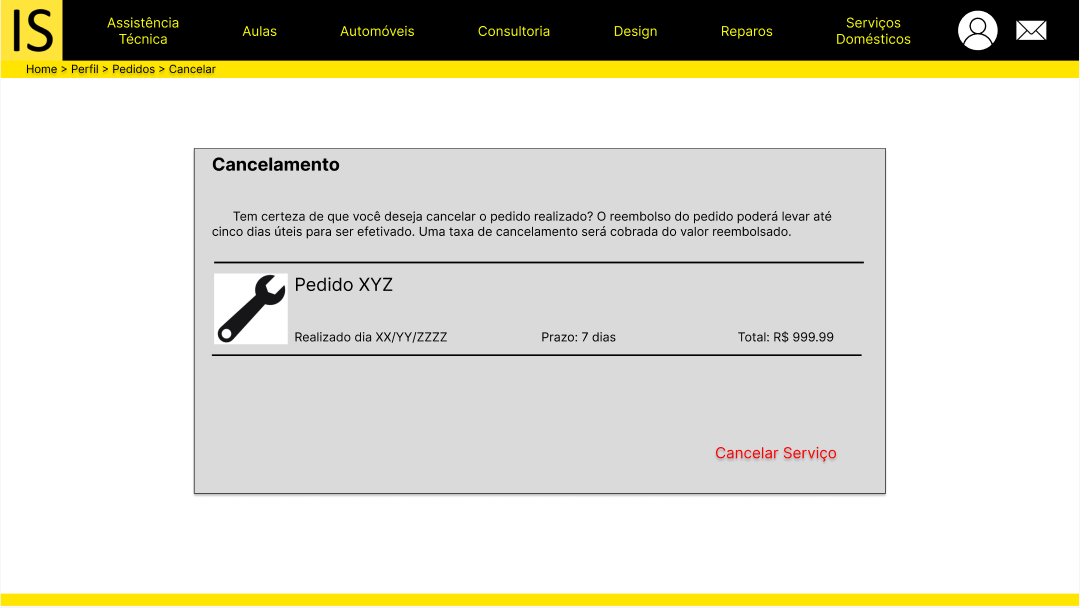 IS
Assistência
Técnica
Aulas
Automóveis
Consultoria
Design
Reparos
Serviços
Domésticos
Home > Perfil > Pedidos > Cancelar
Cancelamento
Tem certeza de que você deseja cancelar o pedido realizado? O reembolso do pedido poderá levar até
cinco dias úteis para ser efetivado. Uma taxa de cancelamento será cobrada do valor reembolsado.
Pedido XYZ
Realizado dia XX/YY/ZZZZ
Prazo: 7 dias
Total: R$ 999.99
Cancelar Serviço